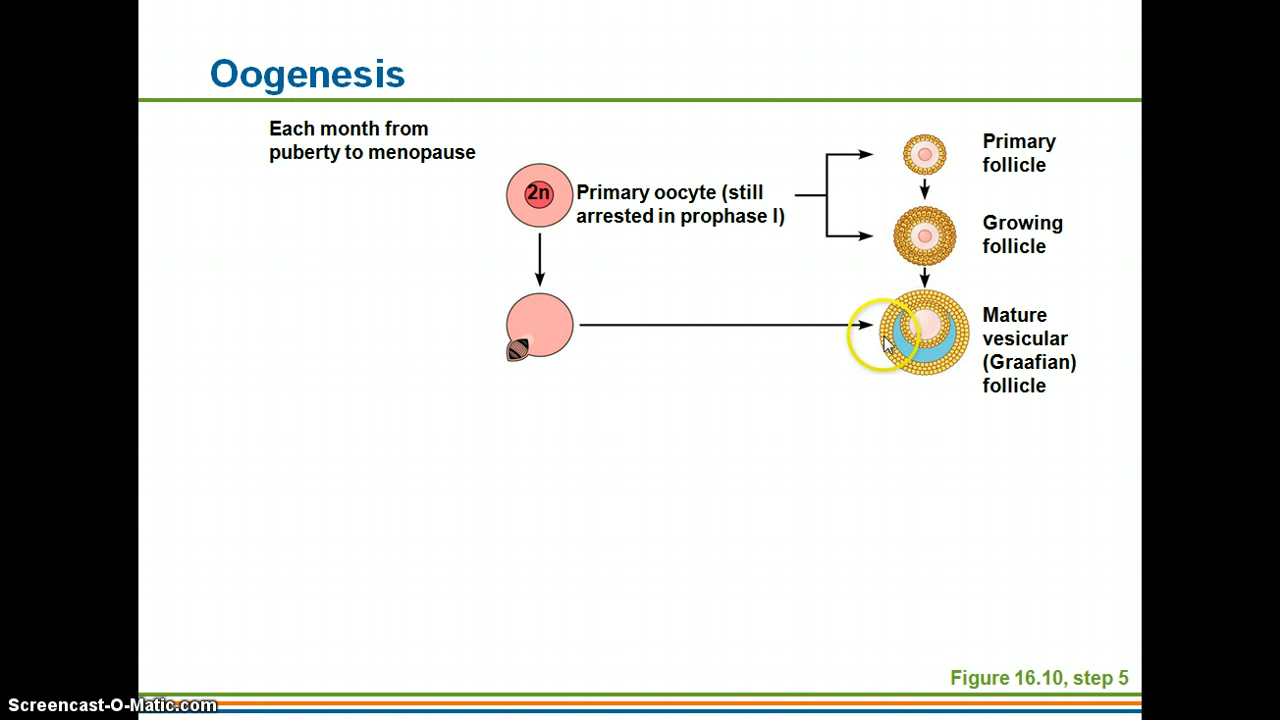 Oogenesis
Each month from
puberty to menopause
2n
Primary oocyte (still
arrested in prophase I)
Primary
follicle
Growing
follicle
Mature
vesicular
(Graafian)
follicle
Figure 16.10, step 5
Screencast-O-Matic.com